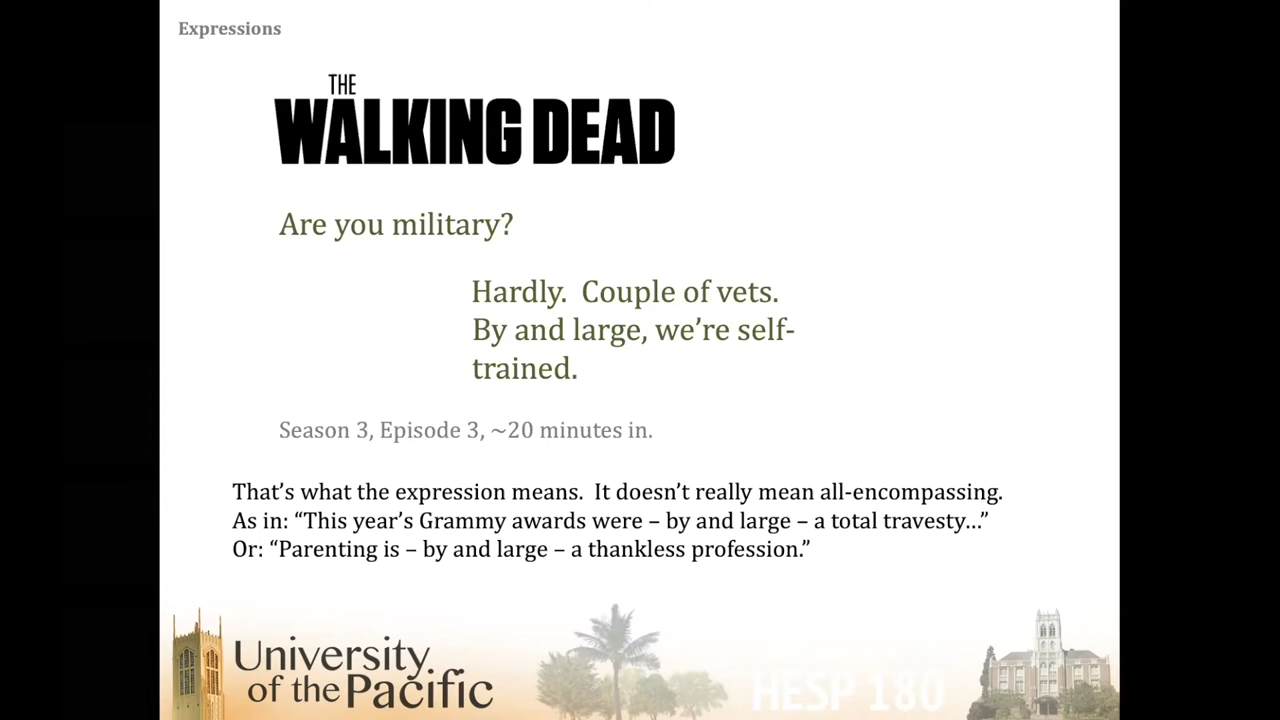 Expressions
THE
WALKING DEAD
Are you military?
Hardly.  Couple of vets.
By and large, we’re self-
trained.
Season 3, Episode 3, ~20 minutes in.
That’s what the expression means.  It doesn’t really mean all-encompassing.
As in: “This year’s Grammy awards were – by and large – a total travesty…”
Or: “Parenting is – by and large – a thankless profession.”
University
of the Pacific
HESP 180